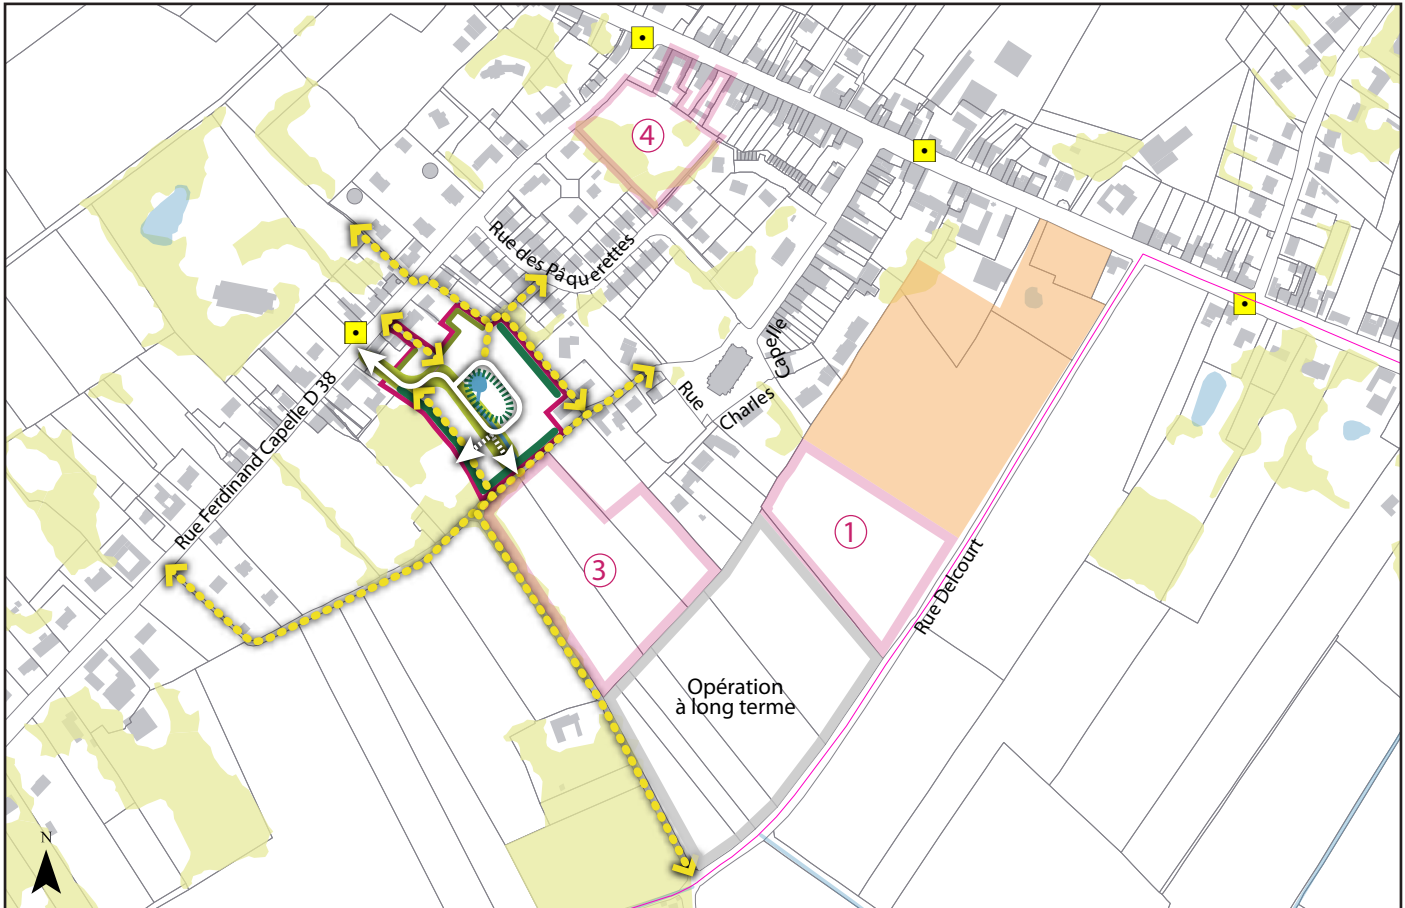 ④
Rue des Pâquerettes
Rue Ferdinand Capelle D 38
Rue
Charles
Capelle
①
③
Rue Delcourt
Opération
à long terme
N